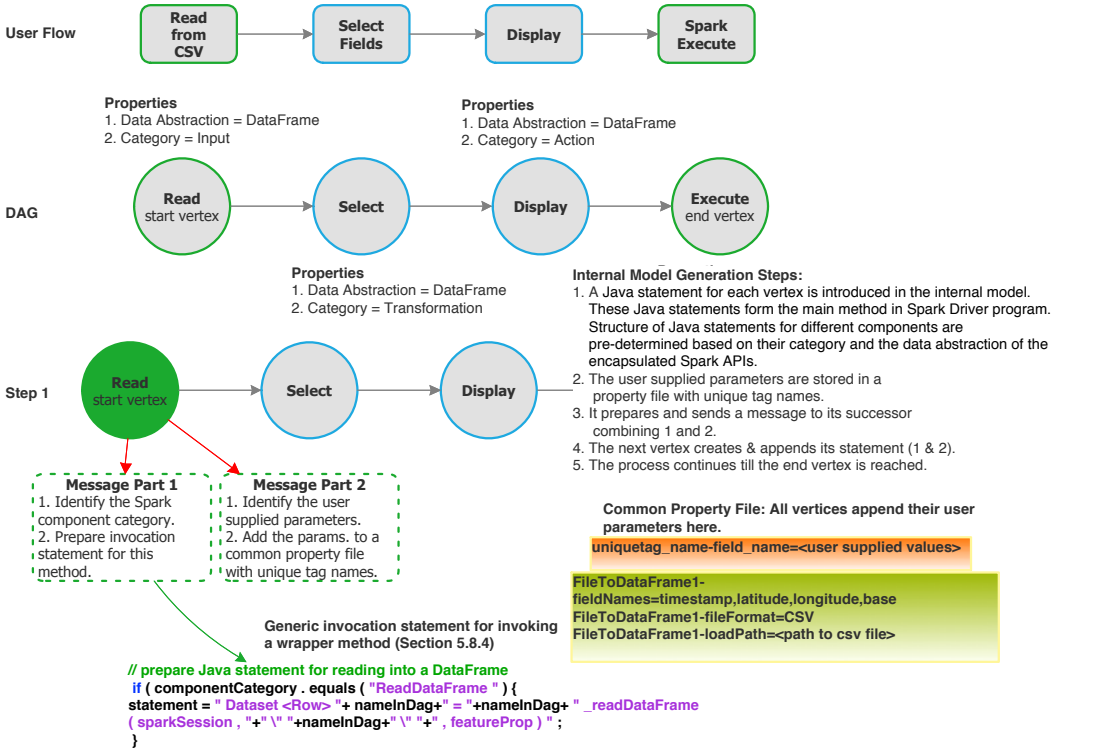 User Flow
Read
from
CSV
Select
Fields
Display
Spark
Execute
Properties
1. Data Abstraction = DataFrame
2. Category = Input
Properties
1. Data Abstraction = DataFrame
2. Category = Action
DAG
Read
start vertex
Select
Display
Execute
end vertex
Properties
1. Data Abstraction = DataFrame
2. Category = Transformation
Internal Model Generation Steps:
1. A Java statement for each vertex is introduced in the internal model.
These Java statements form the main method in Spark Driver program.
Structure of Java statements for different components are
pre-determined based on their category and the data abstraction of the
encapsulated Spark APIs.
2. The user supplied parameters are stored in a
property file with unique tag names.
3. It prepares and sends a message to its successor
combining 1 and 2.
4. The next vertex creates & appends its statement (1 & 2).
5. The process continues till the end vertex is reached.
Step 1
Read
start vertex
Select
Display
Message Part 1
1. Identify the Spark
component category.
2. Prepare invocation
statement for this
method.
Message Part 2
1. Identify the user
supplied parameters.
2. Add the params. to a
common property file
with unique tag names.
Common Property File: All vertices append their user
parameters here.
uniquetag_name-field_name=<user supplied values>
FileToDataFrame1-
fieldNames=timestamp,latitude,longitude,base
FileToDataFrame1-fileFormat=CSV
FileToDataFrame1-loadPath=<path to csv file>
Generic invocation statement for invoking
a wrapper method (Section 5.8.4)
// prepare Java statement for reading into a DataFrame
if ( componentCategory . equals ( "ReadDataFrame " ) {
statement = " Dataset <Row> "+ nameInDag+" = "+nameInDag+ " _readDataFrame
( sparkSession , "+" \" "+nameInDag+" \" "+" , featureProp ) " ;
}